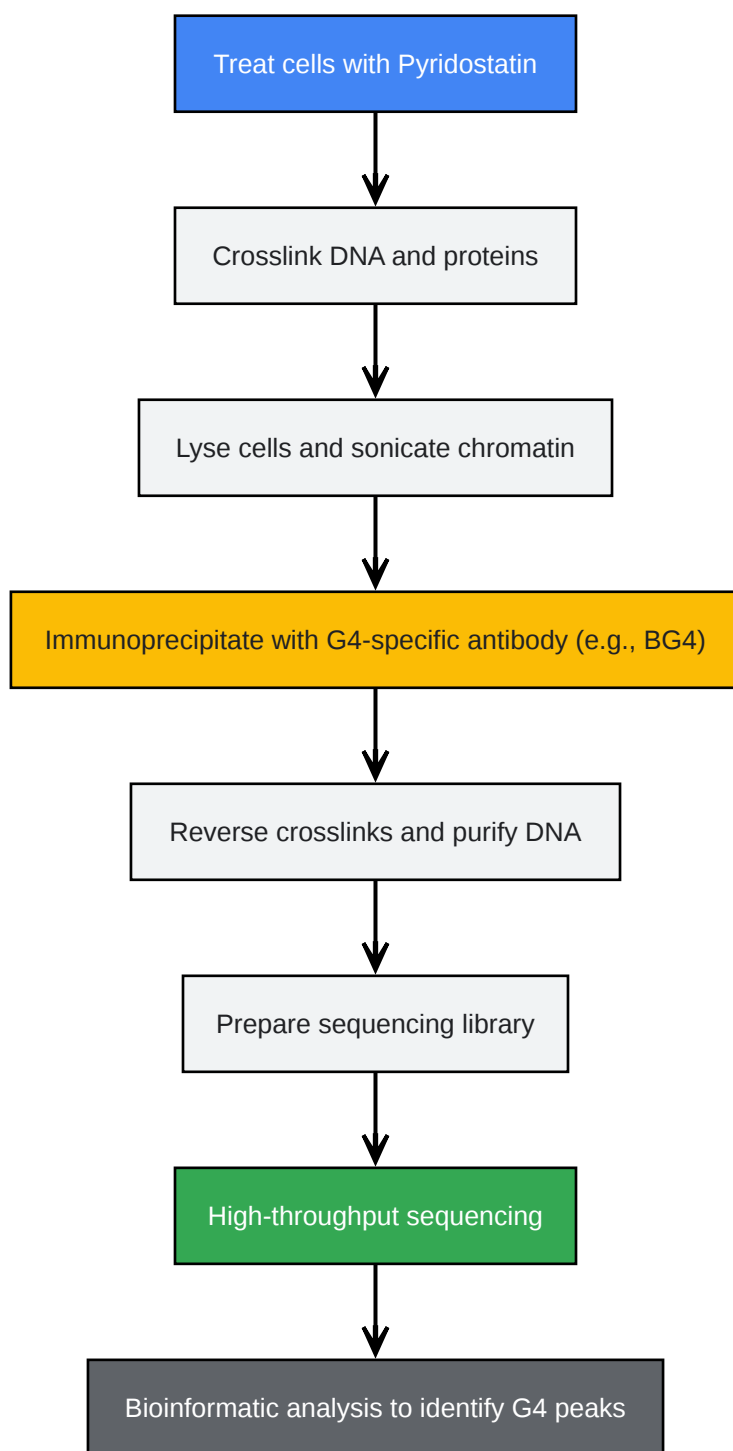 Treat cells with Pyridostatin
Crosslink DNA and proteins
Lyse cells and sonicate chromatin
Immunoprecipitate with G4-specific antibody (e.g., BG4)
Reverse crosslinks and purify DNA
Prepare sequencing library
High-throughput sequencing
Bioinformatic analysis to identify G4 peaks